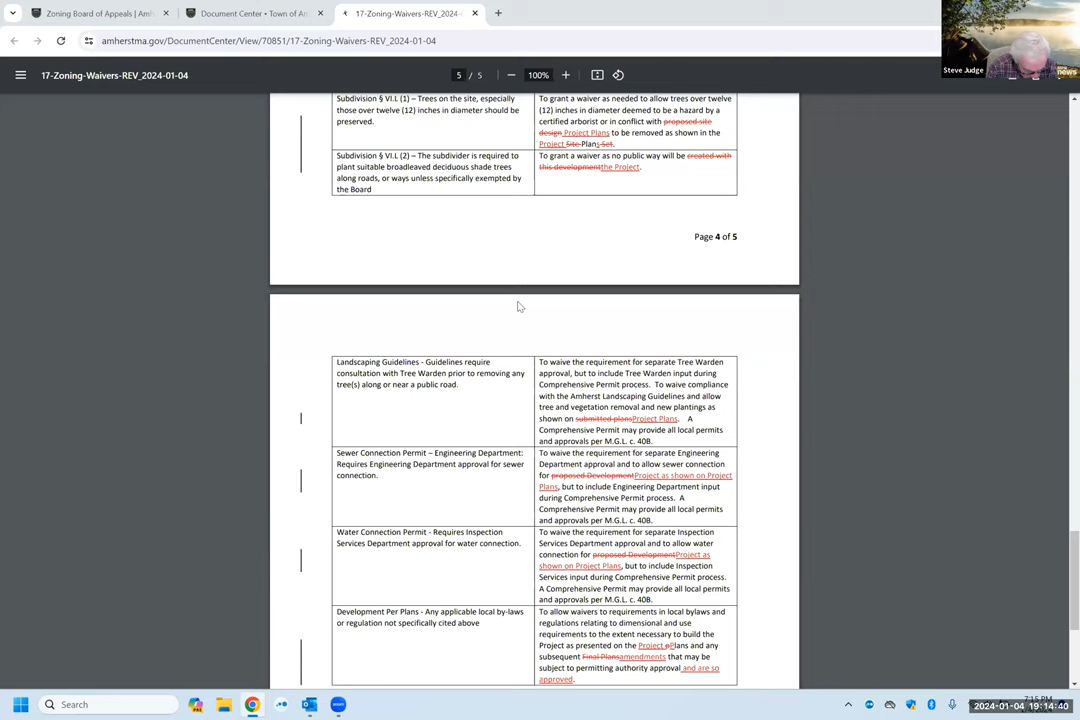 Zoning Board of Appeals | Amh
Document Center • Town of Am
17-Zoning-Waivers-REV_2024-01-04
amherstma.gov/DocumentCenter/View/70851/17-Zoning-Waivers-REV_2024-01-04
17-Zoning-Waivers-REV_2024-01-04
5 / 5
100%
Steve Judge
news
Subdivision § VI.L (1) – Trees on the site, especially
those over twelve (12) inches in diameter should be
preserved.
To grant a waiver as needed to allow trees over twelve
(12) inches in diameter deemed to be a hazard by a
certified arborist or in conflict with proposed site
design Project Plans to be removed as shown in the
Project Site Plans Set.
Subdivision § VI.L (2) – The subdivider is required to
plant suitable broadleaved deciduous shade trees
along roads, or ways unless specifically exempted by
the Board
To grant a waiver as no public way will be created with
this developmentthe Project.
Page 4 of 5
Landscaping Guidelines - Guidelines require
consultation with Tree Warden prior to removing any
tree(s) along or near a public road.
To waive the requirement for separate Tree Warden
approval, but to include Tree Warden input during
Comprehensive Permit process. To waive compliance
with the Amherst Landscaping Guidelines and allow
tree and vegetation removal and new plantings as
shown on submitted plansProject Plans. A
Comprehensive Permit may provide all local permits
and approvals per M.G.L. c. 40B.
Sewer Connection Permit – Engineering Department:
Requires Engineering Department approval for sewer
connection.
To waive the requirement for separate Engineering
Department approval and to allow sewer connection
for proposed DevelopmentProject as shown on Project
Plans, but to include Engineering Department input
during Comprehensive Permit process. A
Comprehensive Permit may provide all local permits
and approvals per M.G.L. c. 40B.
Water Connection Permit - Requires Inspection
Services Department approval for water connection.
To waive the requirement for separate Inspection
Services Department approval and to allow water
connection for proposed DevelopmentProject as
shown on Project Plans, but to include Inspection
Services input during Comprehensive Permit process.
A Comprehensive Permit may provide all local permits
and approvals per M.G.L. c. 40B.
Development Per Plans - Any applicable local by-laws
or regulation not specifically cited above
To allow waivers to requirements in local bylaws and
regulations relating to dimensional and use
requirements to the extent necessary to build the
Project as presented on the Project pPlans and any
subsequent Final Plansamendments that may be
subject to permitting authority approval and are so
approved.
Search
7:15 PM
2024-01-04 19:14:40